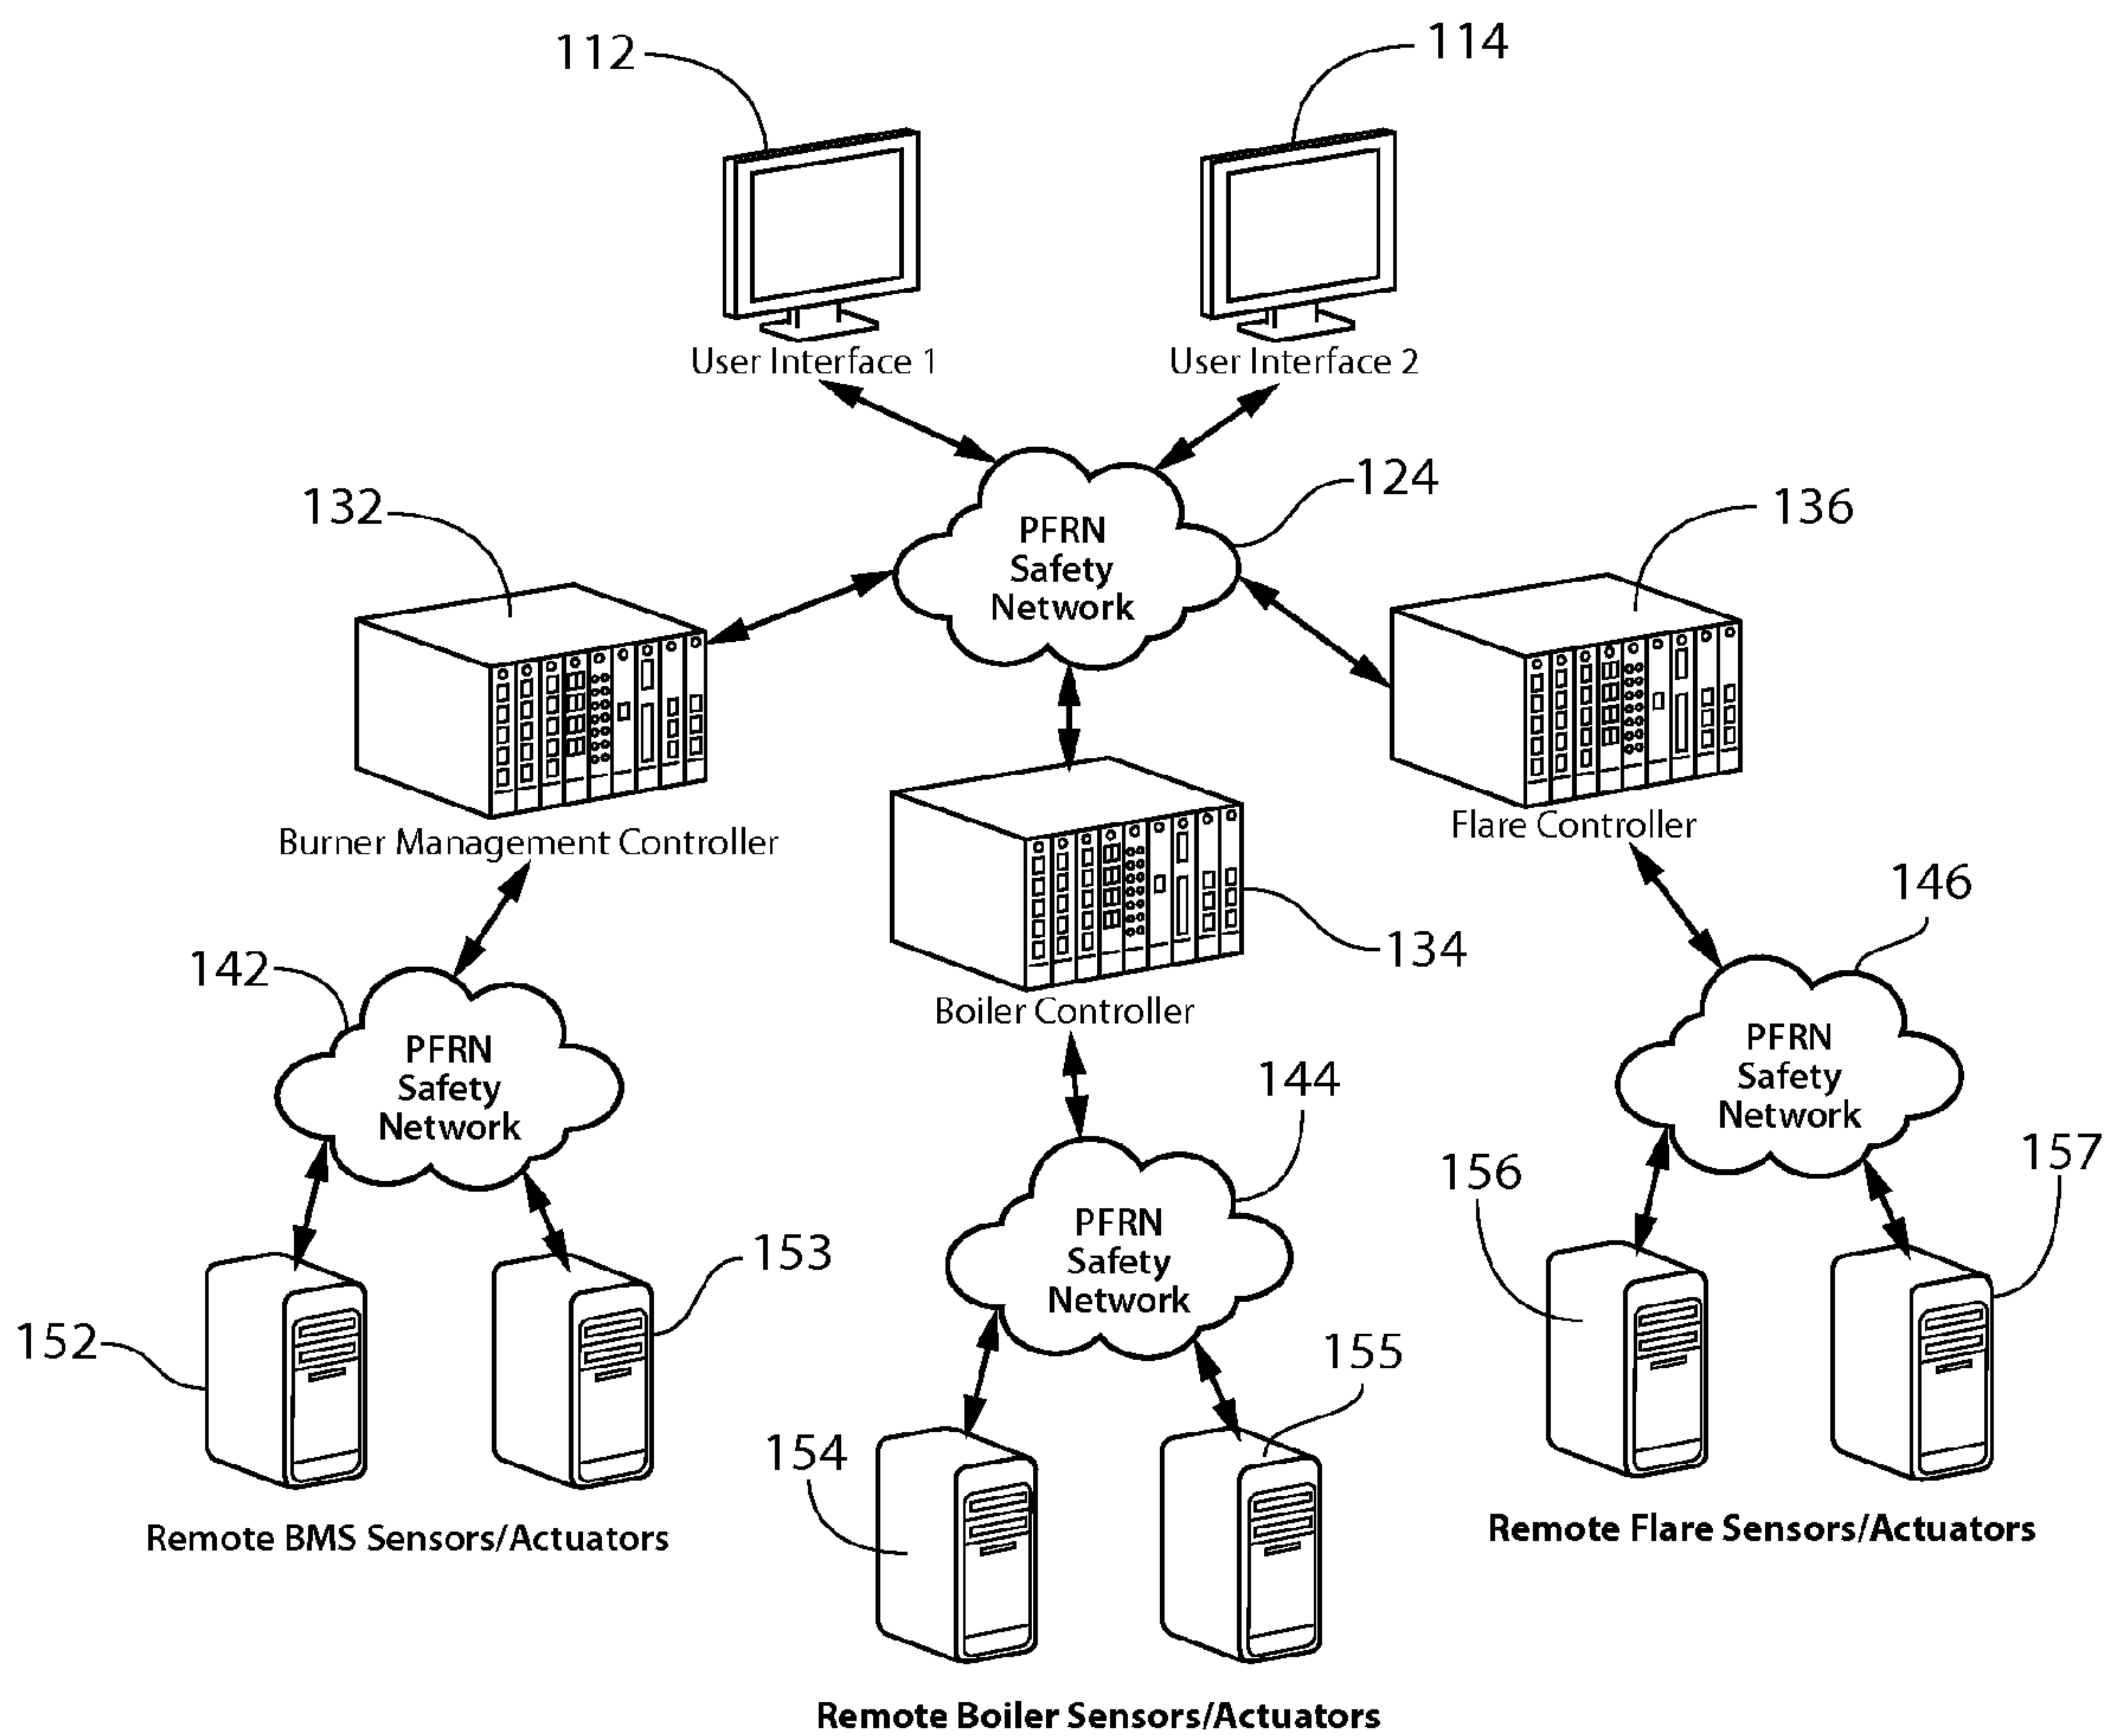 112
114
User Interface 1
User Interface 2
124
132
136
PFRN
Safety
Network
Burner Management Controller
Flare Controller
134
Boiler Controller
142
146
PFRN
Safety
Network
PFRN
Safety
Network
144
156
157
PFRN
Safety
Network
152
153
154
155
Remote BMS Sensors/Actuators
Remote Flare Sensors/Actuators
Remote Boiler Sensors/Actuators